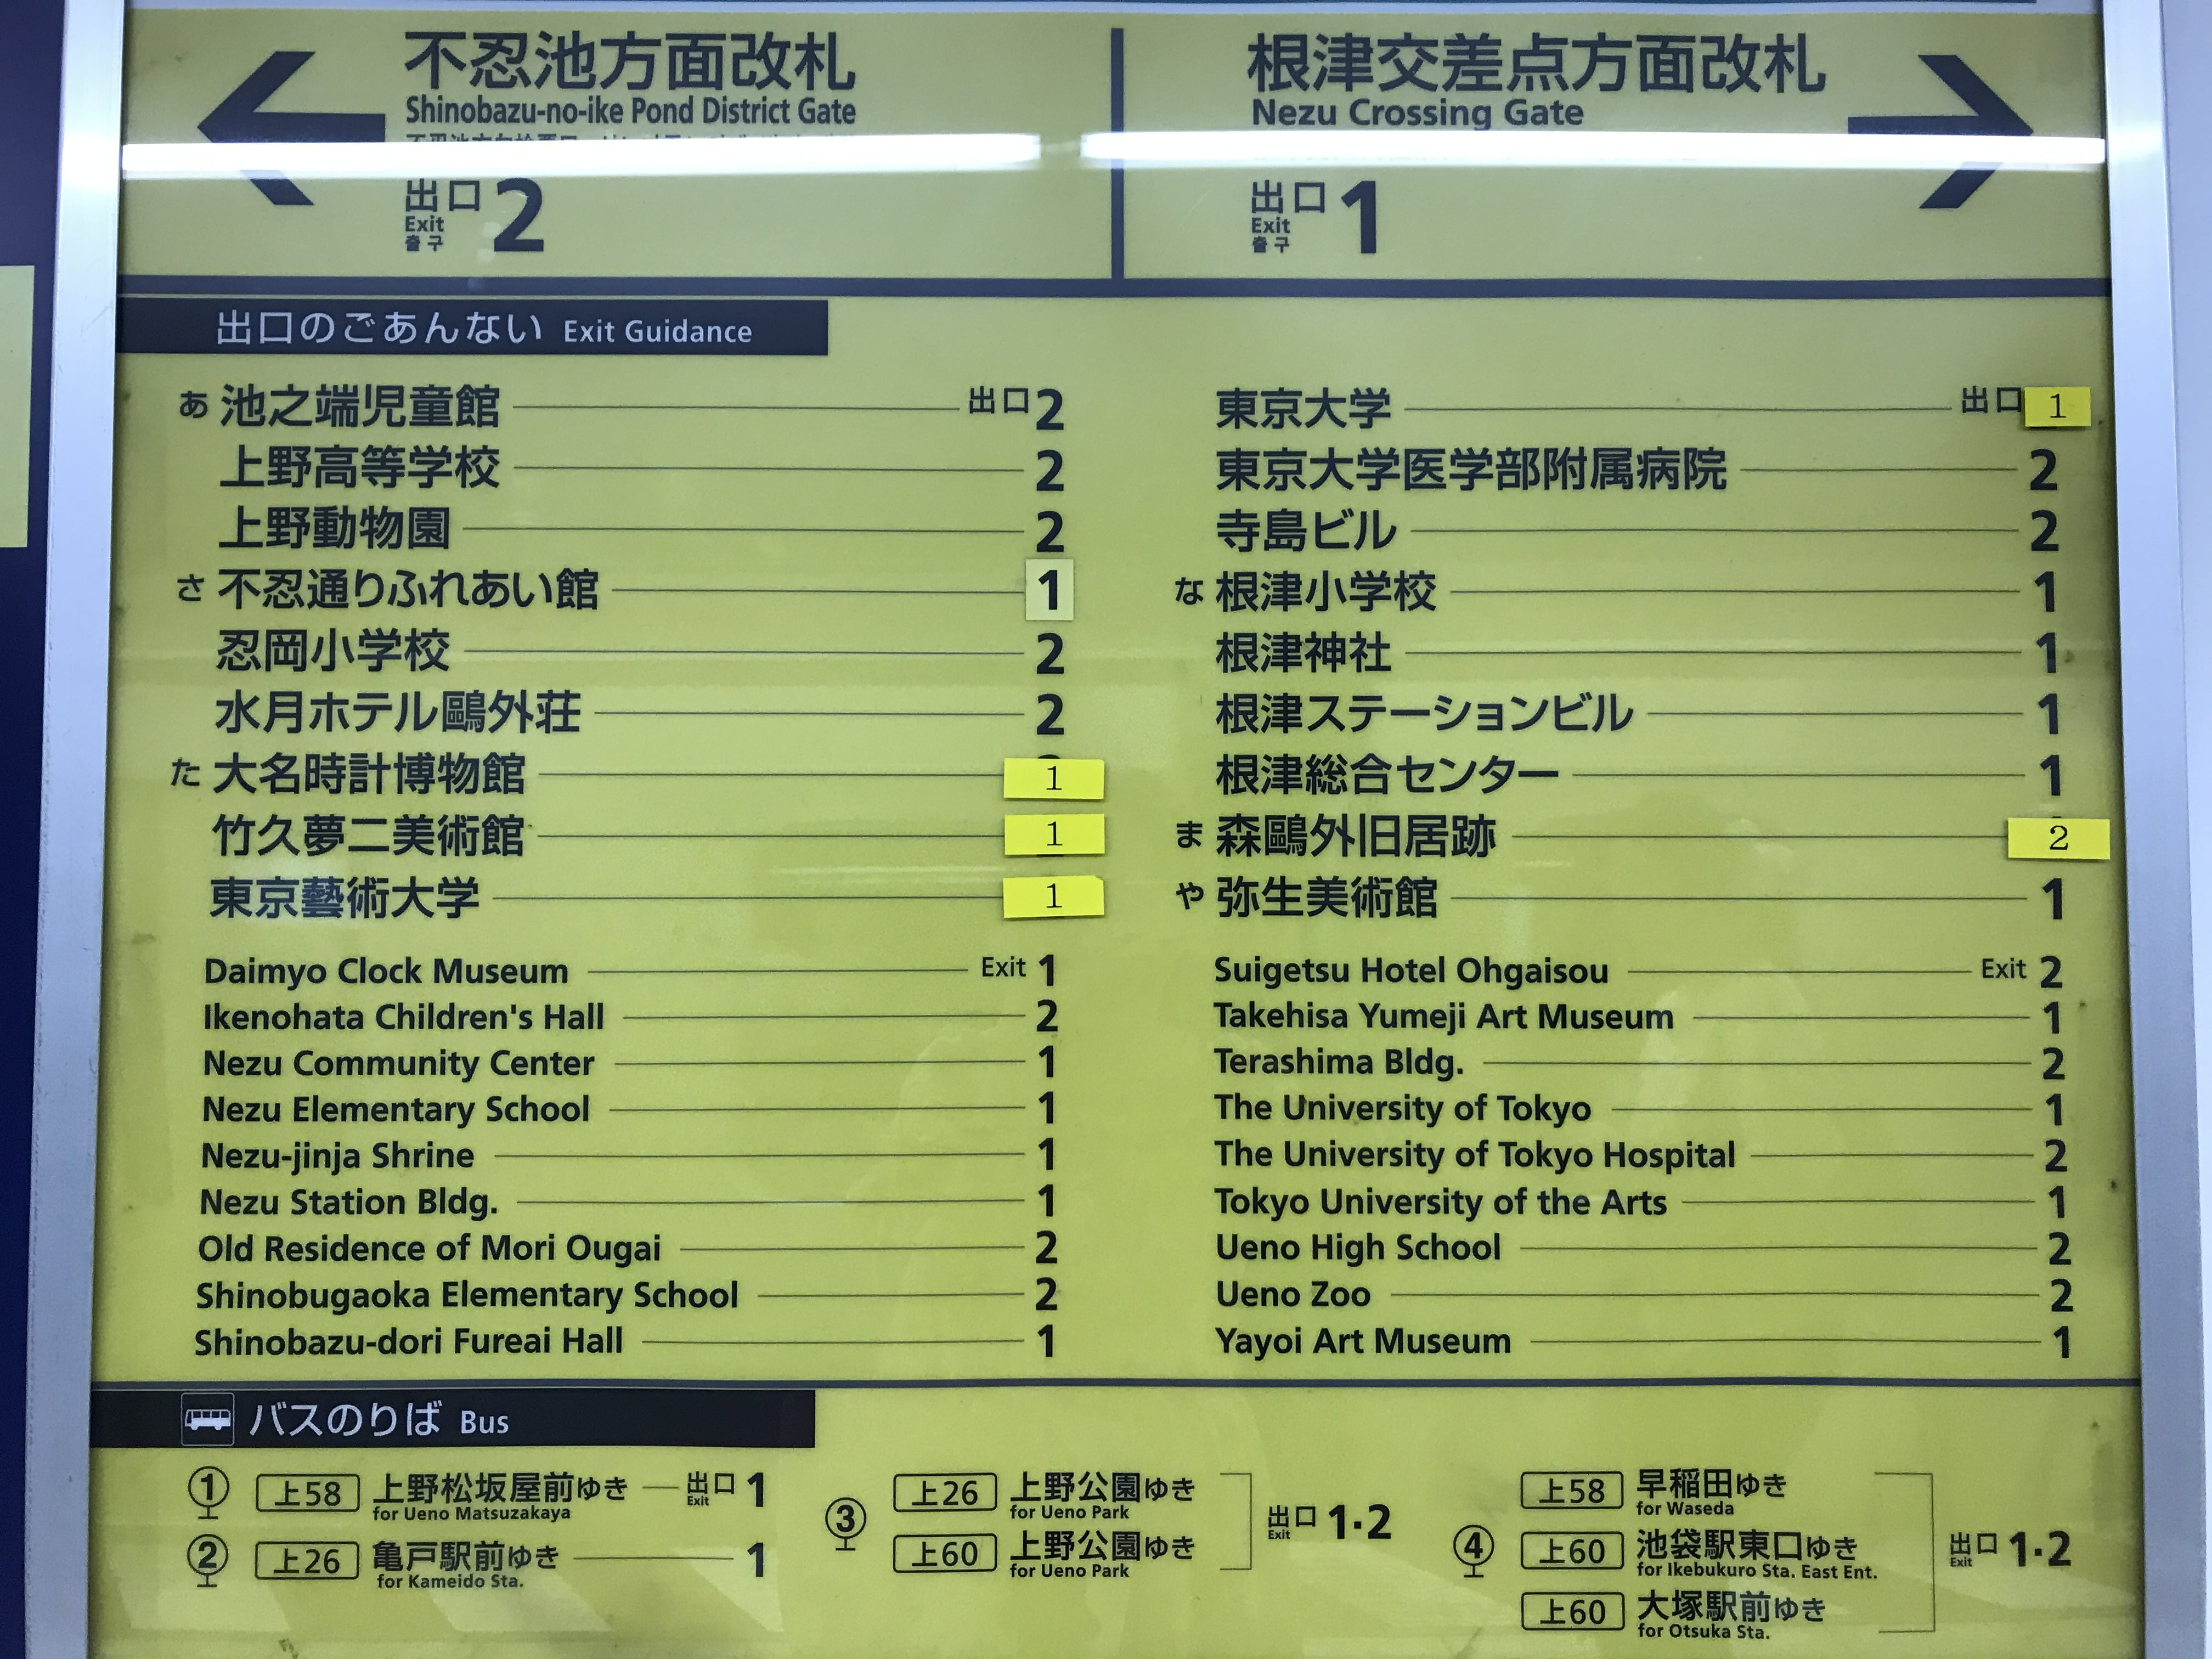 不忍池方面改札
Shinobazu-no-ike Pond District Gate
出口 2
Exit
출구
根津交差点方面改札
Nezu Crossing Gate
出口 1
Exit
출구
出口のごあんない Exit Guidance
あ 池之端児童館 出口 2
上野高等学校 2
上野動物園 2
さ 不忍通りふれあい館 1
忍岡小学校 2
水月ホテル鷗外荘 2
た 大名時計博物館 1
竹久夢二美術館 1
東京藝術大学 1
東京大学 出口 1
東京大学医学部附属病院 2
寺島ビル 2
な 根津小学校 1
根津神社 1
根津ステーションビル 1
根津総合センター 1
ま 森鷗外旧居跡 2
や 弥生美術館 1
Daimyo Clock Museum Exit 1
Ikenohata Children's Hall 2
Nezu Community Center 1
Nezu Elementary School 1
Nezu-jinja Shrine 1
Nezu Station Bldg. 1
Old Residence of Mori Ougai 2
Shinobugaoka Elementary School 2
Shinobazu-dori Fureai Hall 1
Suigetsu Hotel Ohgaisou Exit 2
Takehisa Yumeji Art Museum 1
Terashima Bldg. 2
The University of Tokyo 1
The University of Tokyo Hospital 2
Tokyo University of the Arts 1
Ueno High School 2
Ueno Zoo 2
Yayoi Art Museum 1
バスのりば Bus
1 上58 上野松坂屋前ゆき 出口 1
for Ueno Matsuzakaya Exit
2 上26 亀戸駅前ゆき 1
for Kameido Sta.
3 上26 上野公園ゆき
for Ueno Park
上60 上野公園ゆき
for Ueno Park
出口 1・2
Exit
4 上58 早稲田ゆき
for Waseda
上60 池袋駅東口ゆき
for Ikebukuro Sta. East Ent.
上60 大塚駅前ゆき
for Otsuka Sta.
出口 1・2
Exit